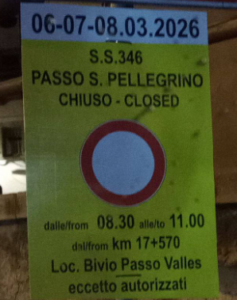 06-07-08.03.2026
S.S.346
PASSO S. PELLEGRINO
CHIUSO - CLOSED
dalle/from 08.30 alle/to 11.00
dal/from km 17+570
Loc. Bivio Passo Valles
eccetto autorizzati